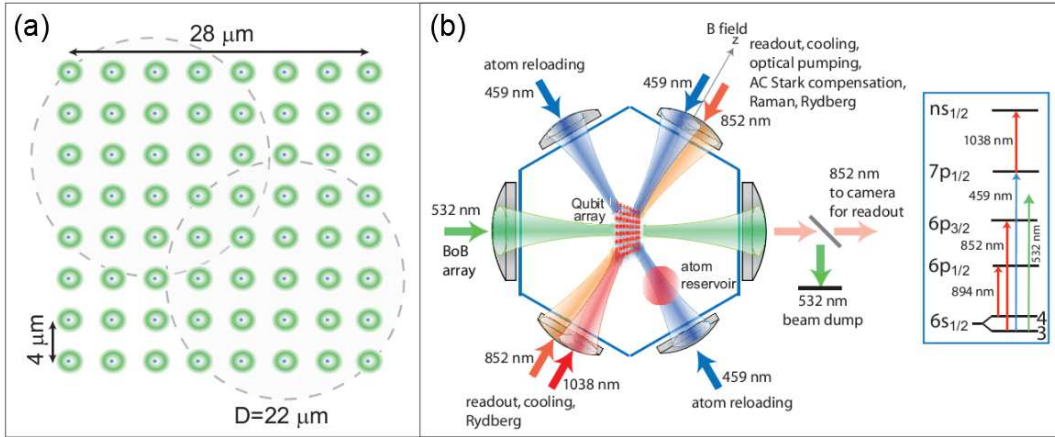 (a)
28 μm
4 μm
D=22 μm
(b)
atom reloading
459 nm
B field
z
459 nm
852 nm
readout, cooling,
optical pumping,
AC Stark compensation,
Raman, Rydberg
532 nm
BoB
array
Qubit
array
atom
reservoir
852 nm
to camera
for readout
532 nm
beam dump
852 nm
1038 nm
readout, cooling,
Rydberg
459 nm
atom reloading
ns1/2
1038 nm
7p1/2
459 nm
6p3/2
852 nm
532 nm
6p1/2
894 nm
6s1/2
4
3